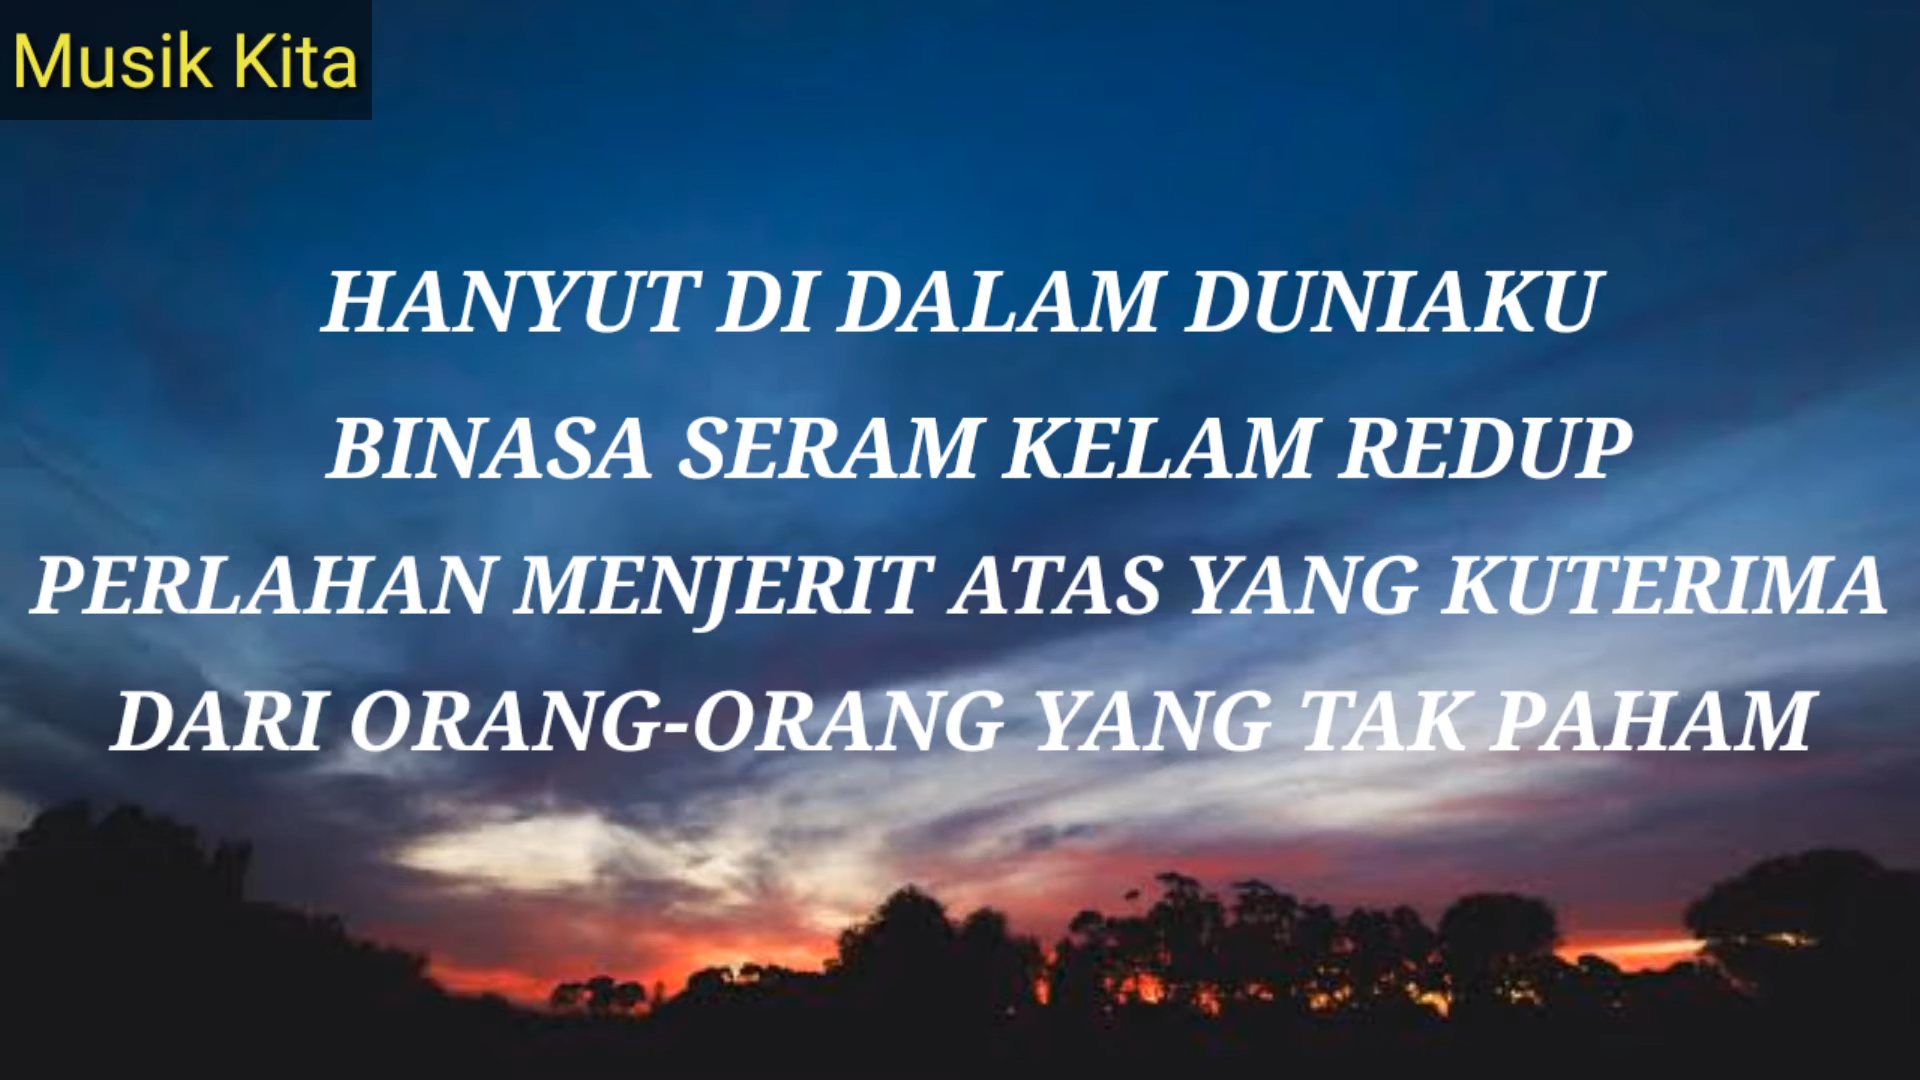 Musik Kita
HANYUT DI DALAM DUNIAKU
BINASA SERAM KELAM REDUP
PERLAHAN MENJERIT ATAS YANG KUTERIMA
DARI ORANG-ORANG YANG TAK PAHAM